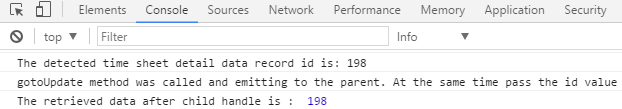 Elements Console Sources Network Performance Memory Application Security
top Filter Info
The detected time sheet detail data record id is: 198
gotoUpdate method was called and emitting to the parent. At the same time pass the id value
The retrieved data after child handle is : 198